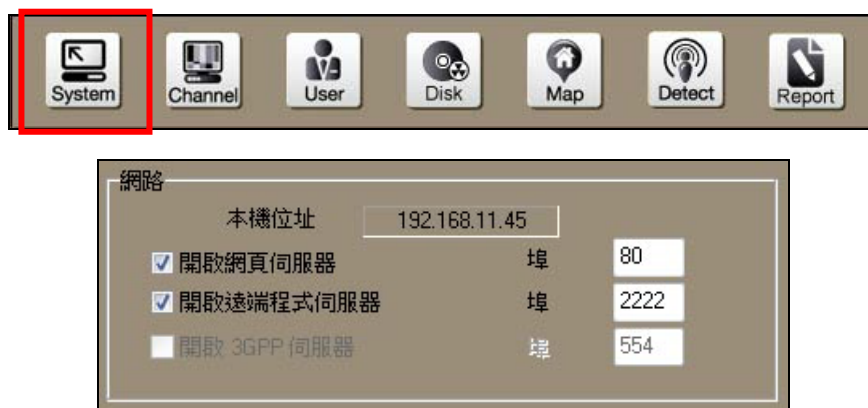 System Channel User Disk Map Detect Report
網路
本機位址 192.168.11.45
開啟網頁伺服器 埠 80
開啟遠端程式伺服器 埠 2222
開啟 3GPP 伺服器 埠 554